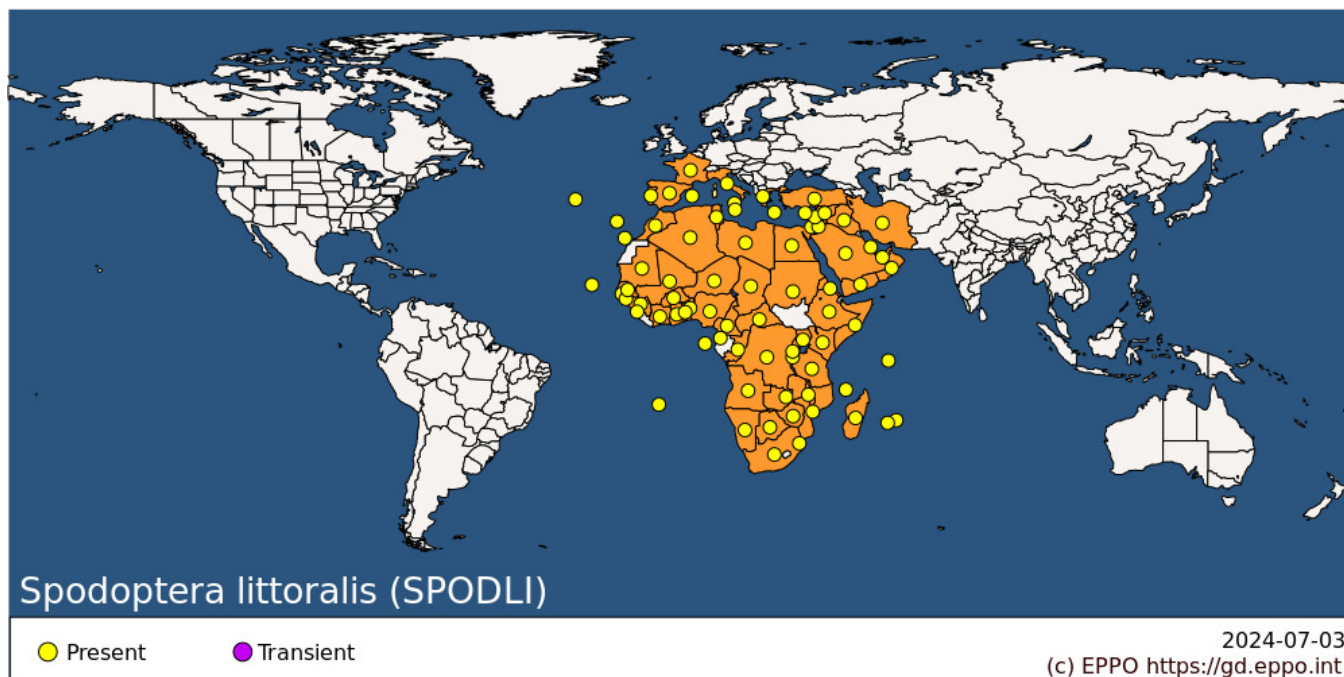 Spodoptera littoralis (SPODLI)
Present
Transient
2024-07-03
(c) EPPO https://gd.eppo.int